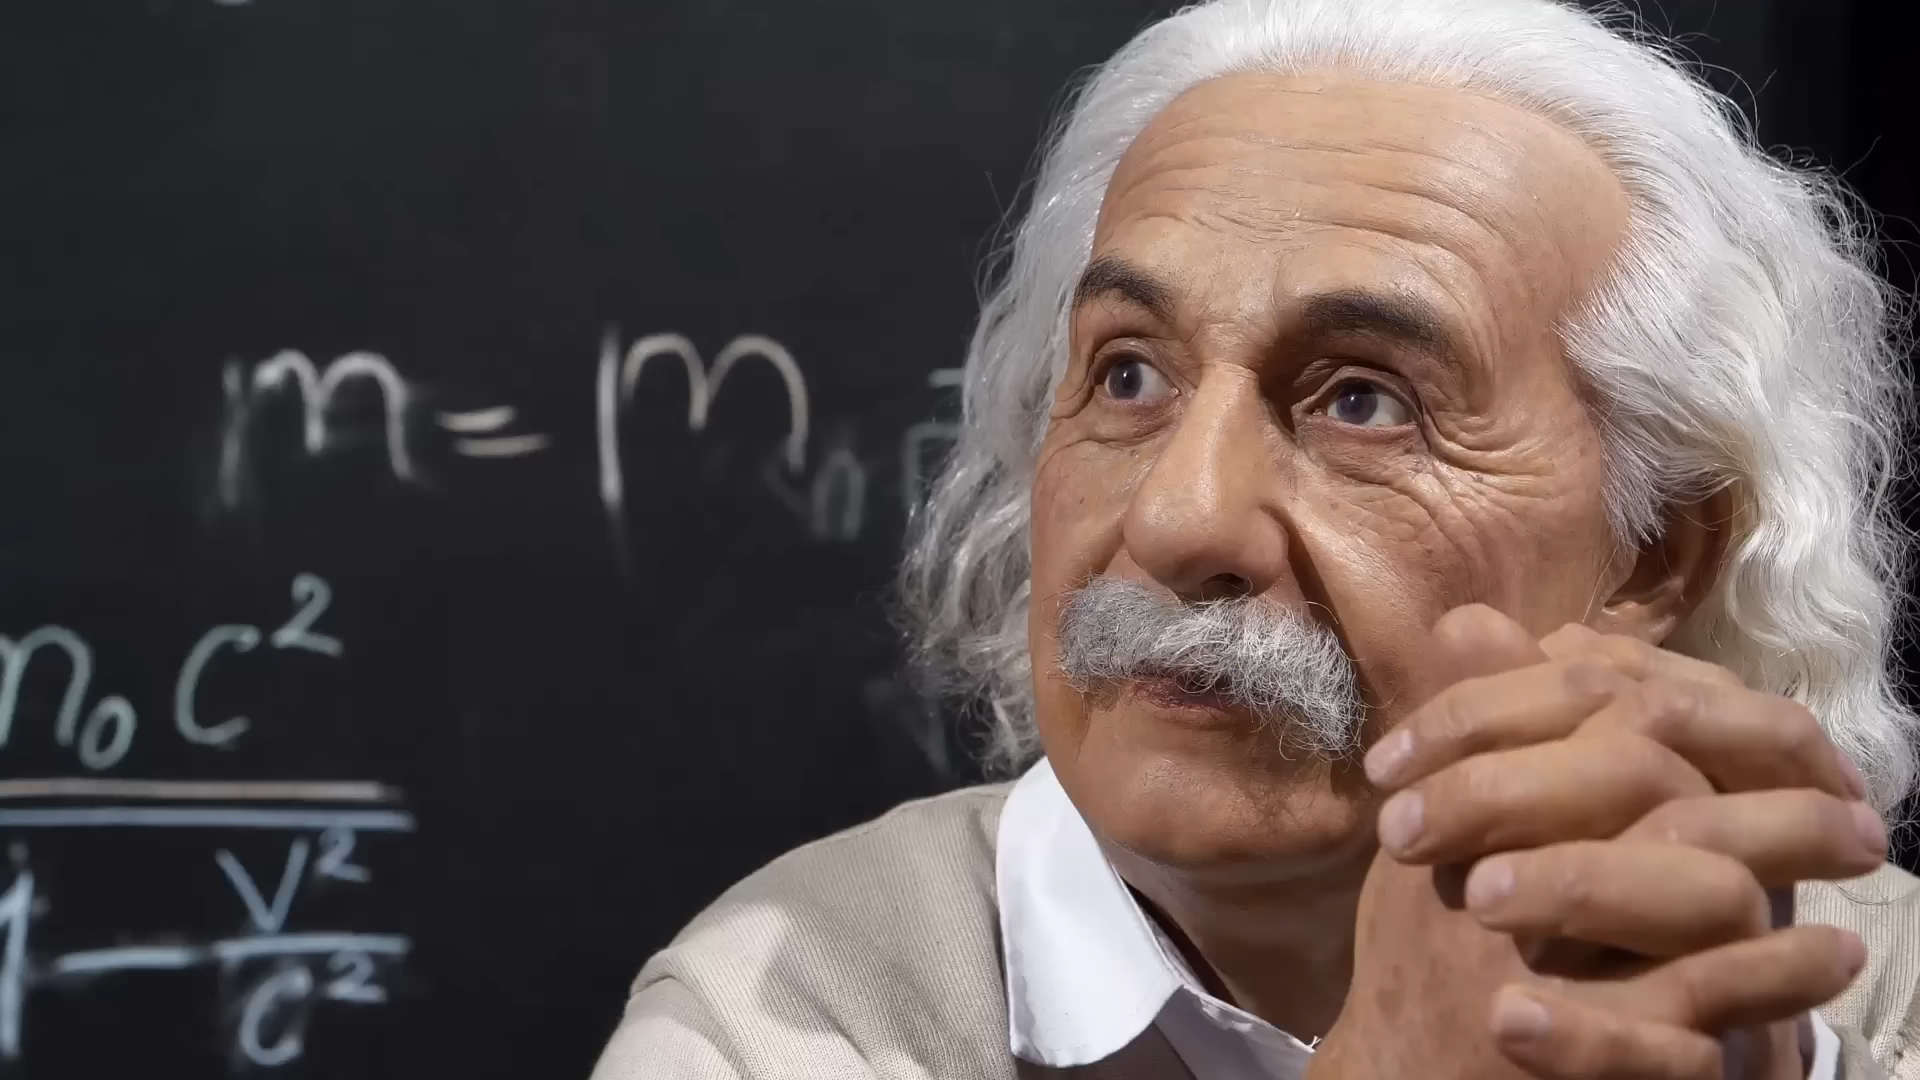 m = m₀
m₀c²
1 - v²/c²